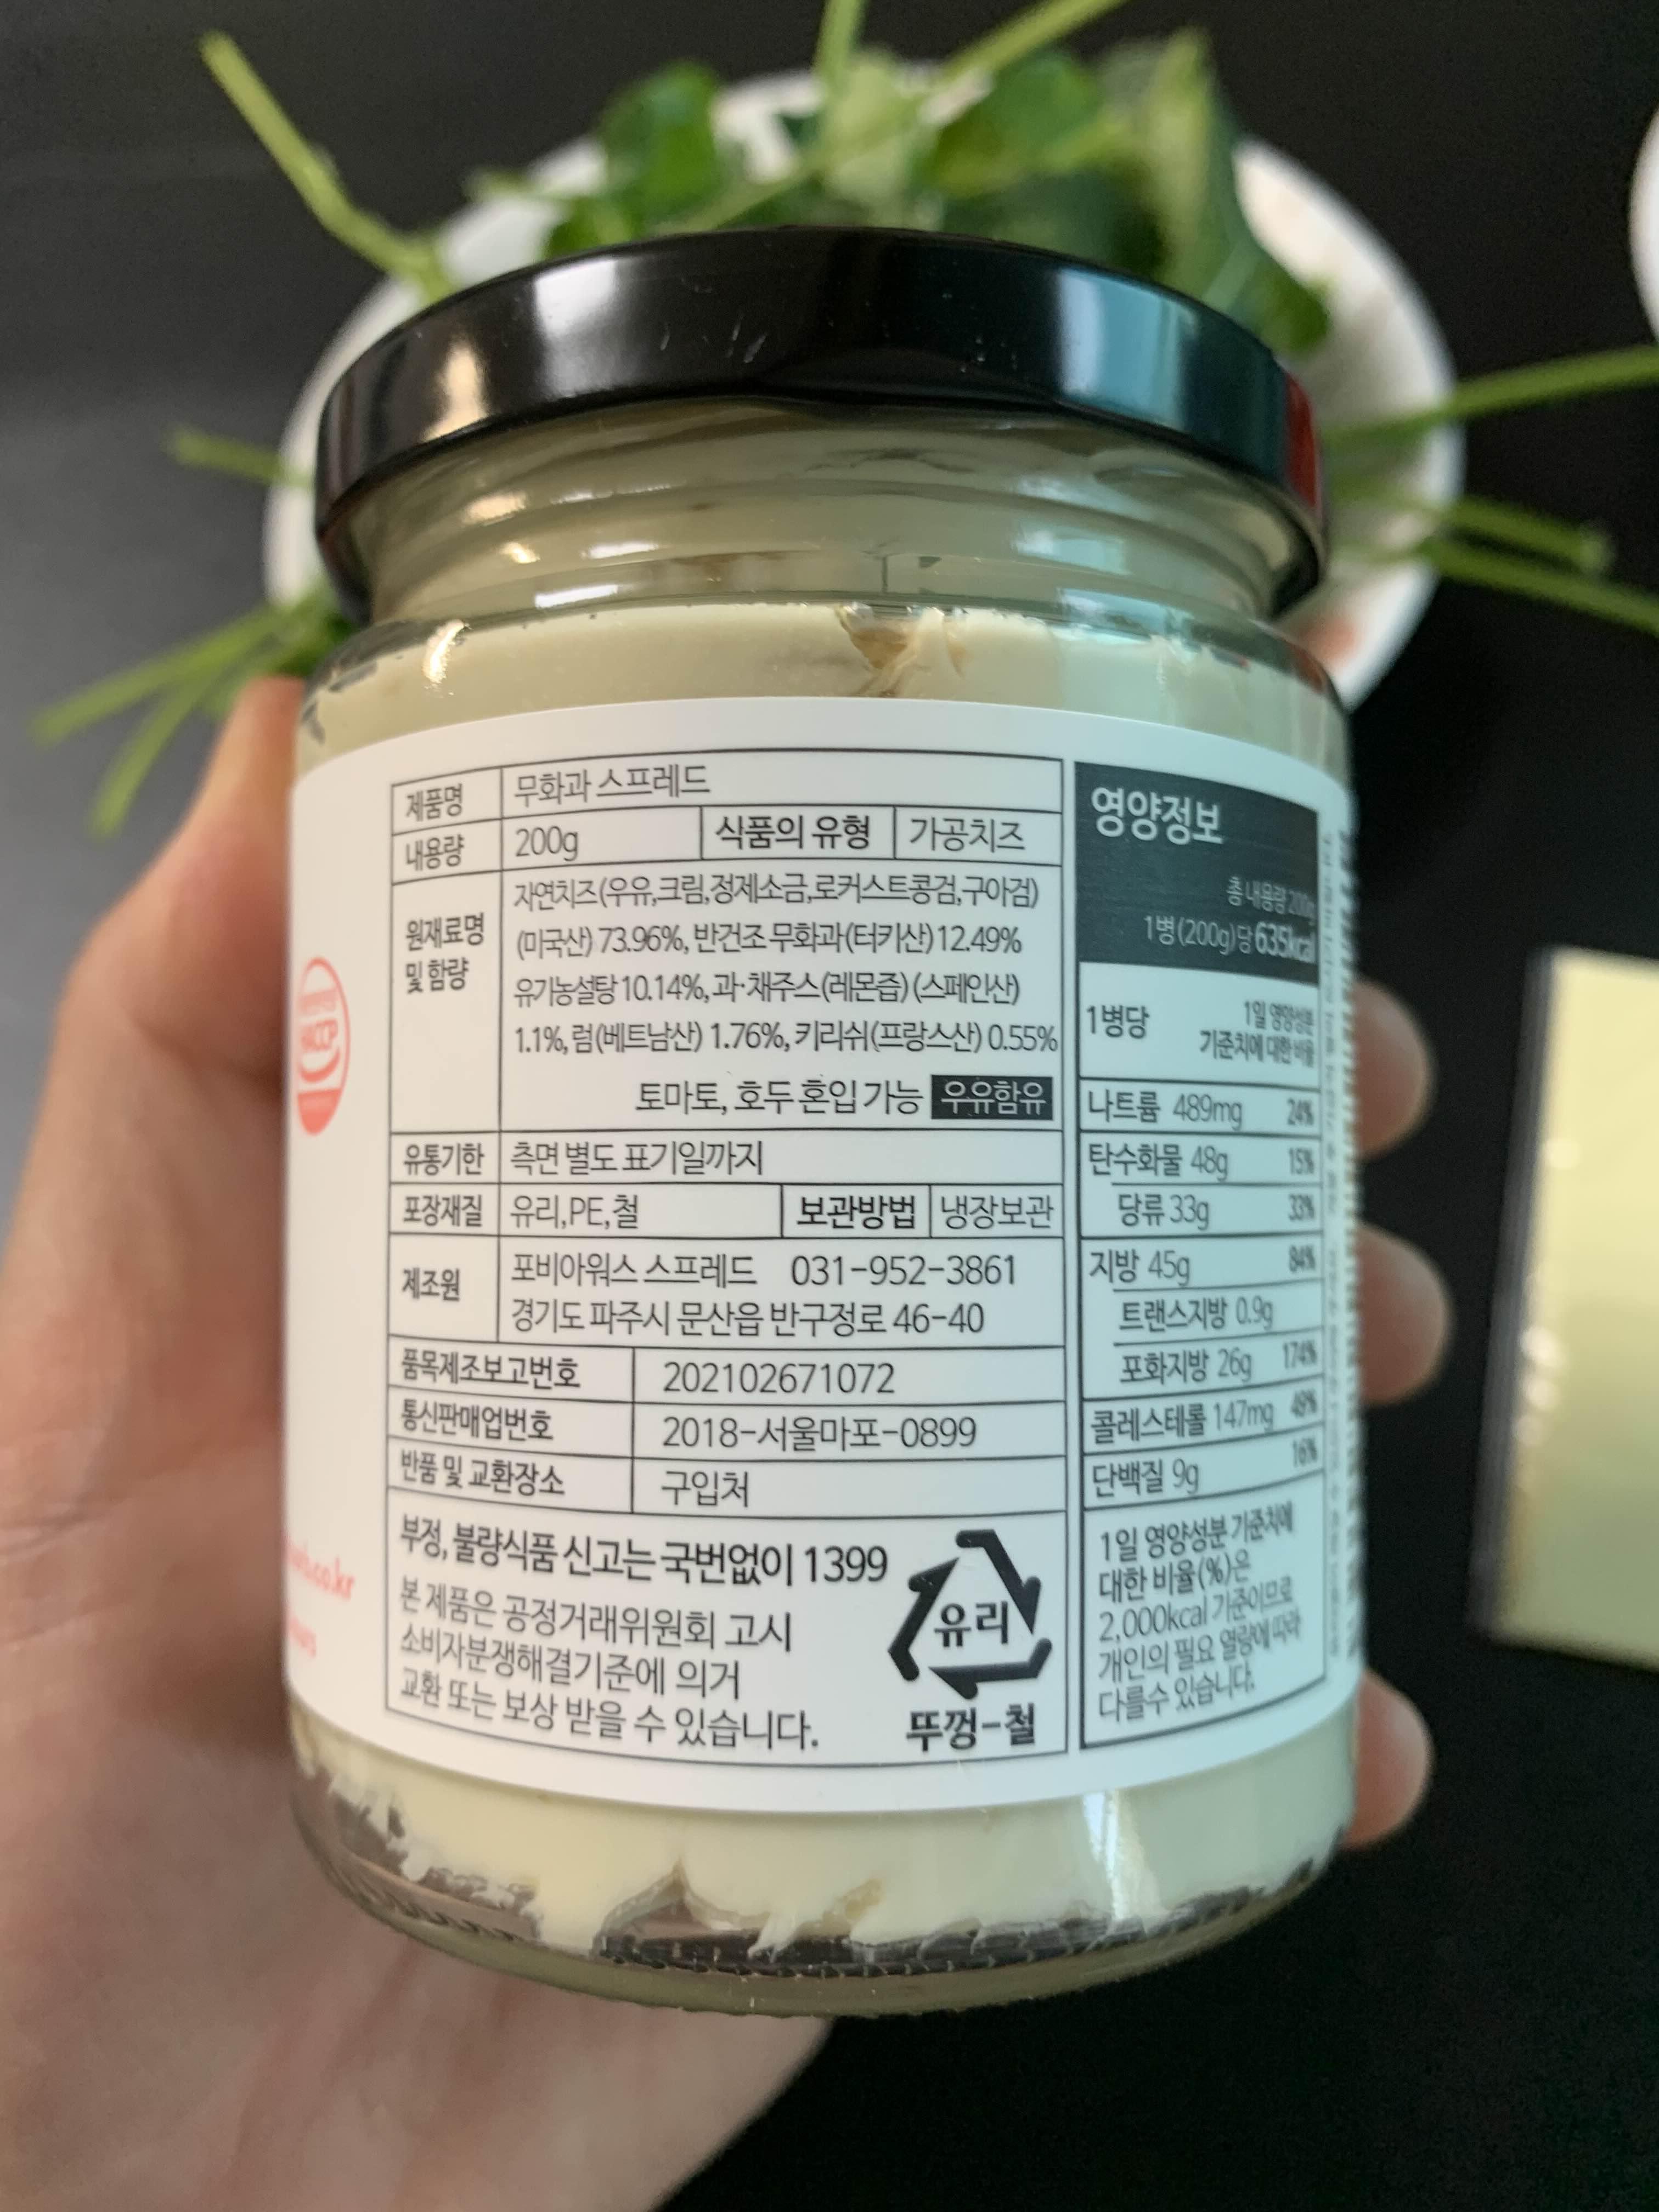 제품명 무화과 스프레드
내용량 200g 식품의 유형 가공치즈
원재료명 및 함량
자연치즈(우유,크림,정제소금,로커스트콩검,구아검)
(미국산) 73.96%, 반건조 무화과(터키산)12.49%
유기농설탕 10.14%, 과·채주스(레몬즙) (스페인산)
1.1%, 럼(베트남산) 1.76%, 키리쉬(프랑스산) 0.55%
토마토, 호두 혼입 가능 우유함유
유통기한 측면 별도 표기일까지
포장재질 유리,PE,철 보관방법 냉장보관
제조원 포비아워스 스프레드 031-952-3861
경기도 파주시 문산읍 반구정로 46-40
품목제조보고번호 202102671072
통신판매업번호 2018-서울마포-0899
반품 및 교환장소 구입처
부정, 불량식품 신고는 국번없이 1399
본 제품은 공정거래위원회 고시
소비자분쟁해결기준에 의거
교환 또는 보상 받을 수 있습니다.
유리
뚜껑-철
영양정보
총 내용량 200g
1병(200g)당 635kcal
1병당 1일 영양성분
기준치에 대한 비율
나트륨 489mg 24%
탄수화물 48g 15%
당류 33g 33%
지방 45g 84%
트랜스지방 0.9g
포화지방 26g 174%
콜레스테롤 147mg 49%
단백질 9g 16%
1일 영양성분 기준치에
대한 비율(%)은
2,000kcal 기준이므로
개인의 필요 열량에 따라
다를수 있습니다.
.co.kr